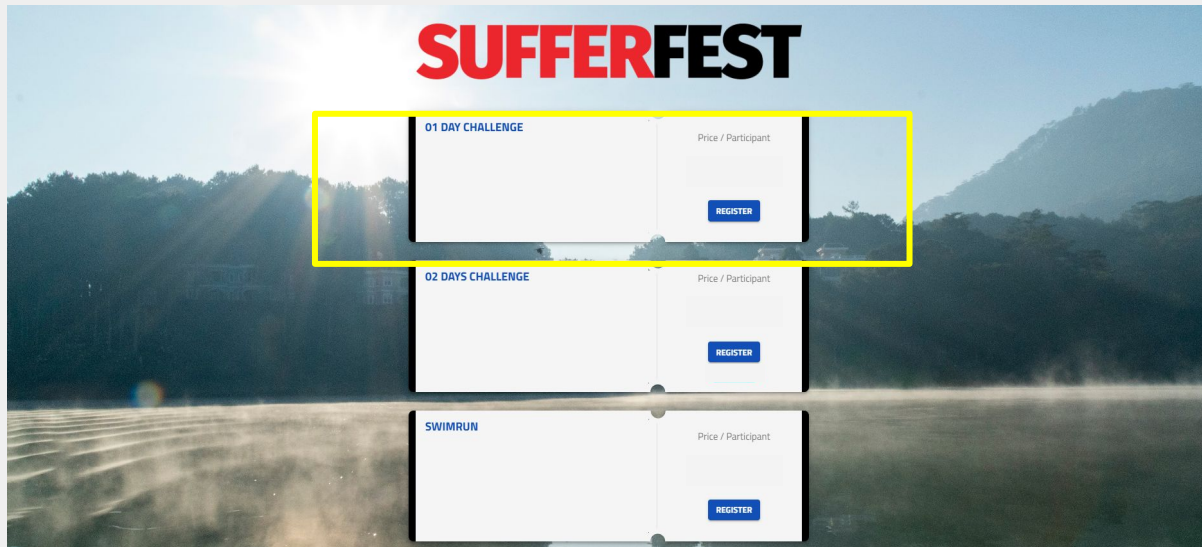 SUFFERFEST
01 DAY CHALLENGE
Price / Participant
REGISTER
02 DAYS CHALLENGE
Price / Participant
REGISTER
SWIMRUN
Price / Participant
REGISTER